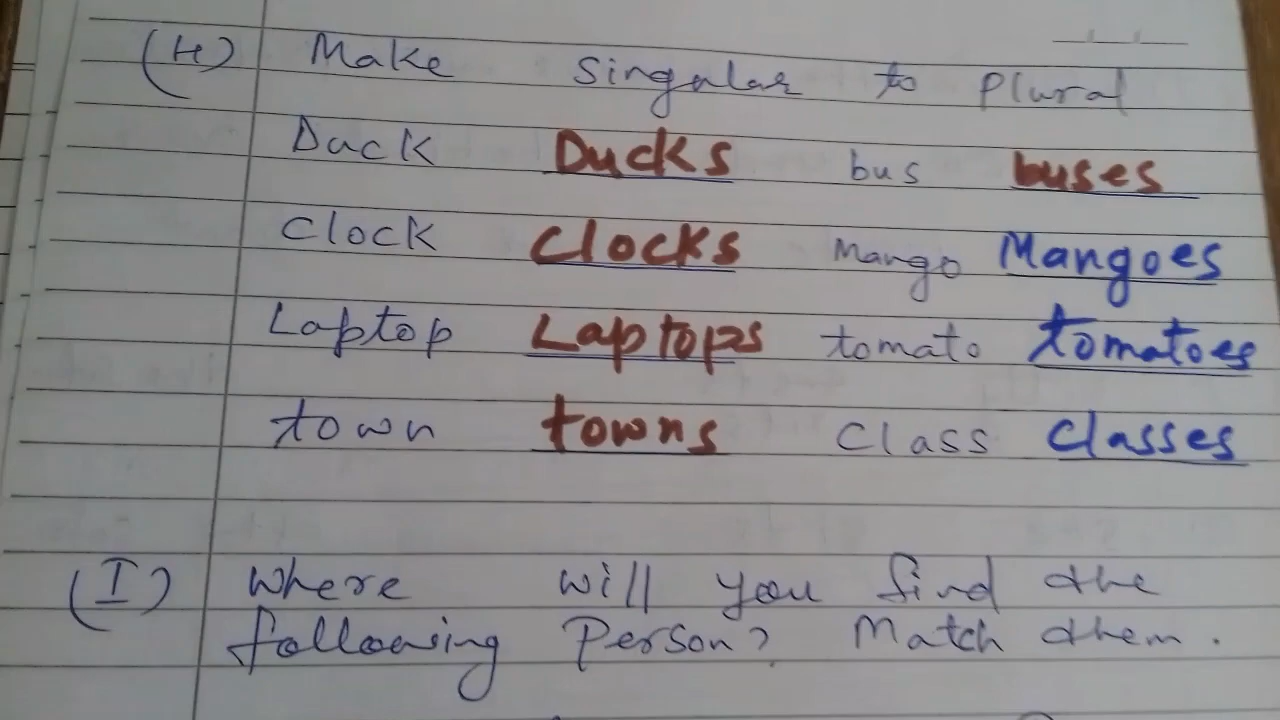 (H) Make Singular to Plural
Duck Ducks bus buses
Clock Clocks Mango Mangoes
Laptop Laptops tomato tomatoes
town towns Class Classes
(I) Where will you find the
following Person? Match them.